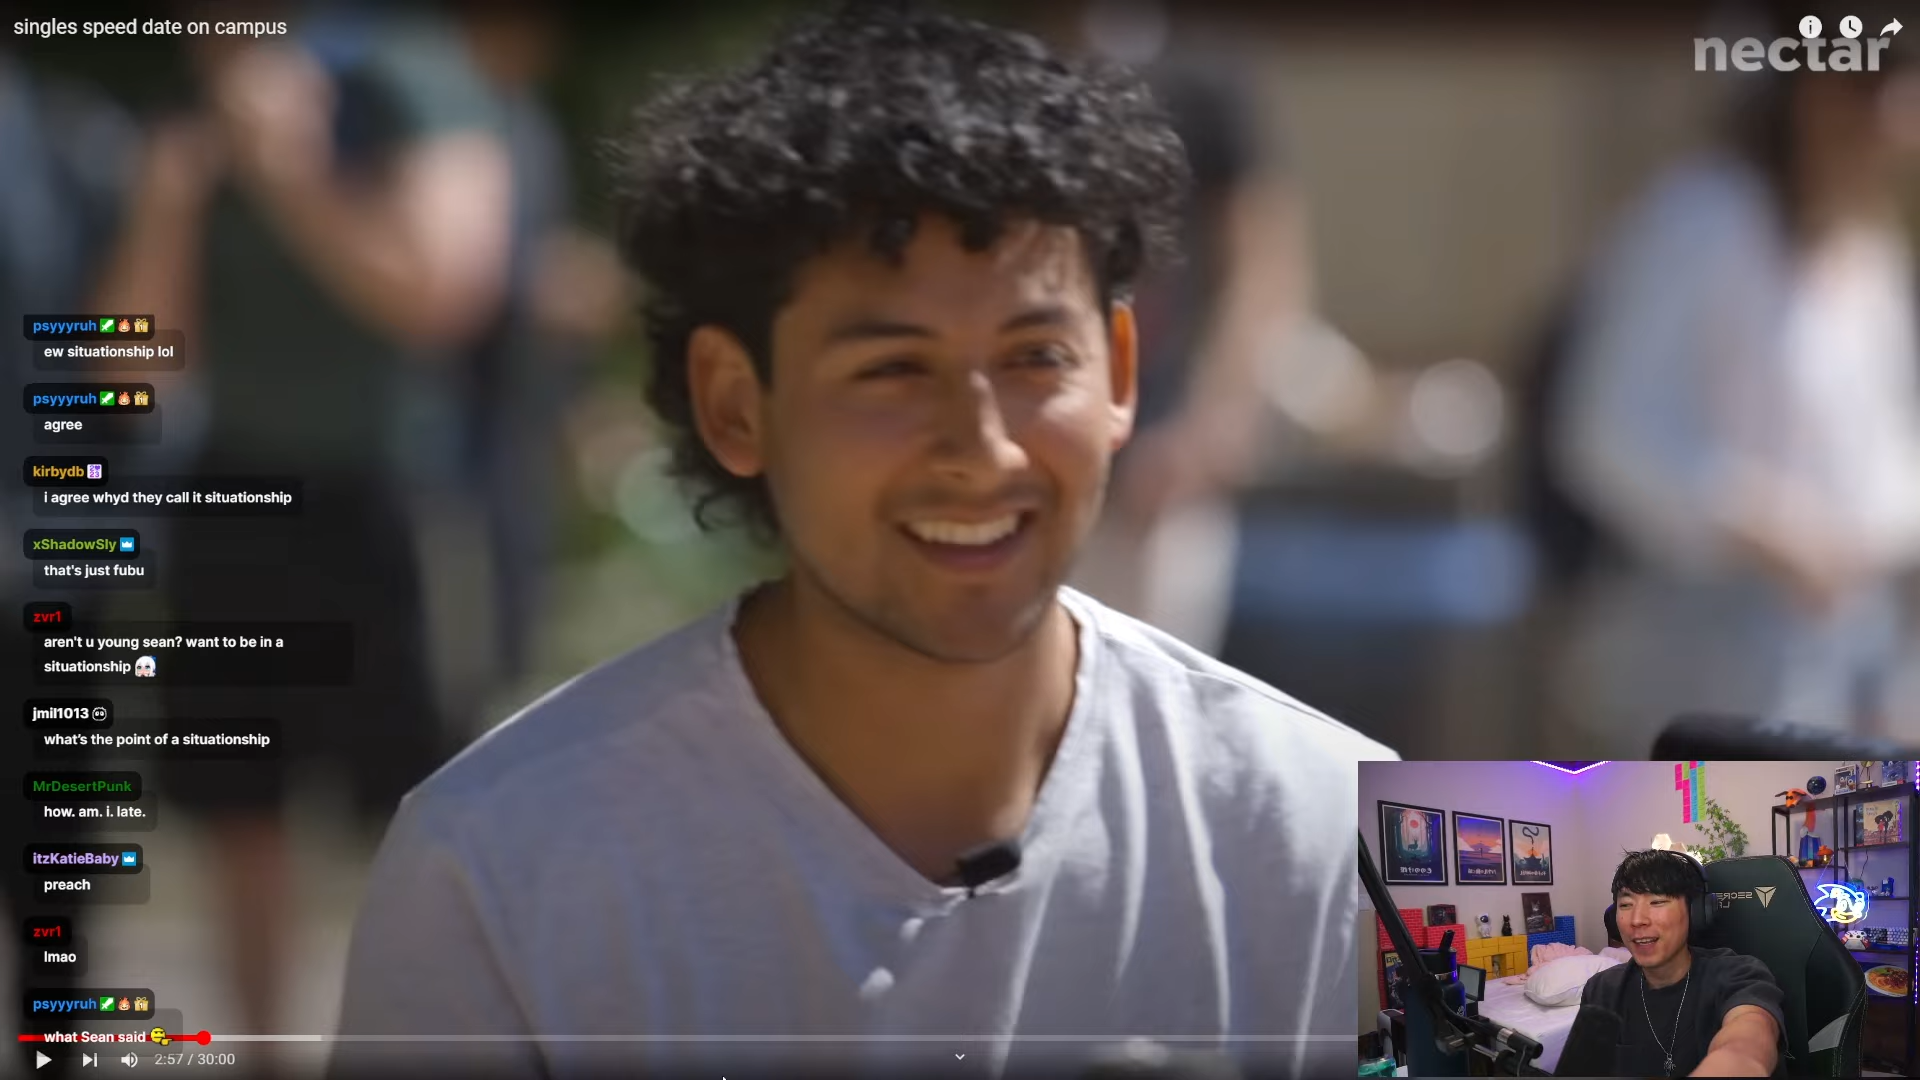 singles speed date on campus
nectar
psyyyruh
ew situationship lol
psyyyruh
agree
kirbydb
i agree whyd they call it situationship
xShadowSly
that's just fubu
zvr1
aren't u young sean? want to be in a
situationship
jmil1013
what's the point of a situationship
MrDesertPunk
how. am. i. late.
itzKatieBaby
preach
zvr1
lmao
psyyyruh
what Sean said
2:57 / 30:00